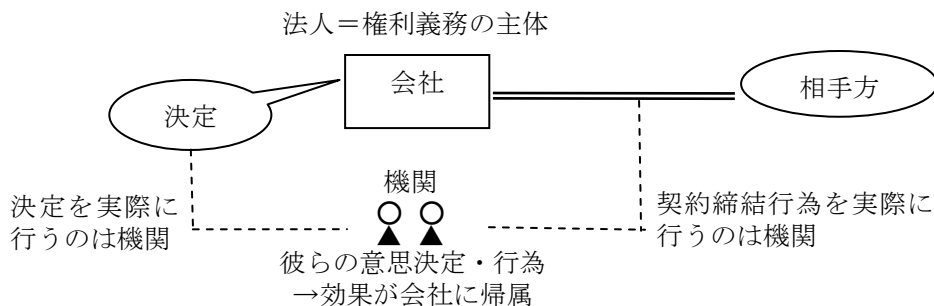 法人＝権利義務の主体
会社
相手方
決定
機関
決定を実際に
行うのは機関
契約締結行為を実際に
行うのは機関
彼らの意思決定・行為
→効果が会社に帰属